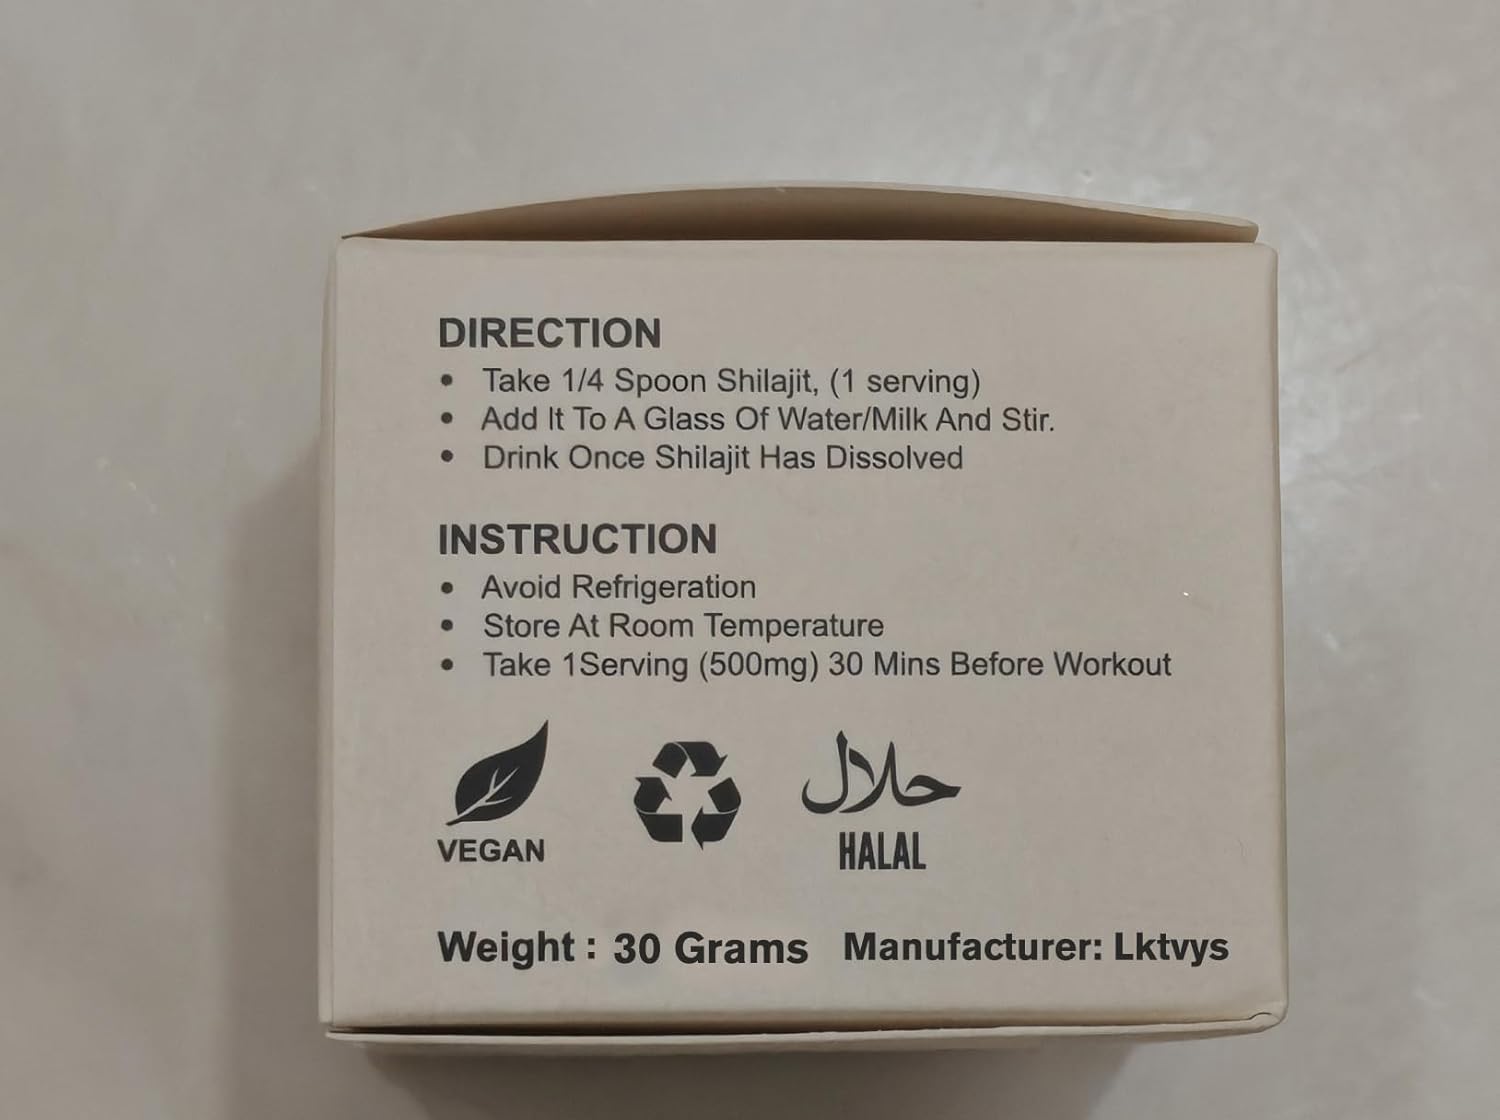 DIRECTION
• Take 1/4 Spoon Shilajit, (1 serving)
• Add It To A Glass Of Water/Milk And Stir.
• Drink Once Shilajit Has Dissolved
INSTRUCTION
• Avoid Refrigeration
• Store At Room Temperature
• Take 1Serving (500mg) 30 Mins Before Workout
حلال
VEGAN HALAL
Weight : 30 Grams Manufacturer: Lktvys